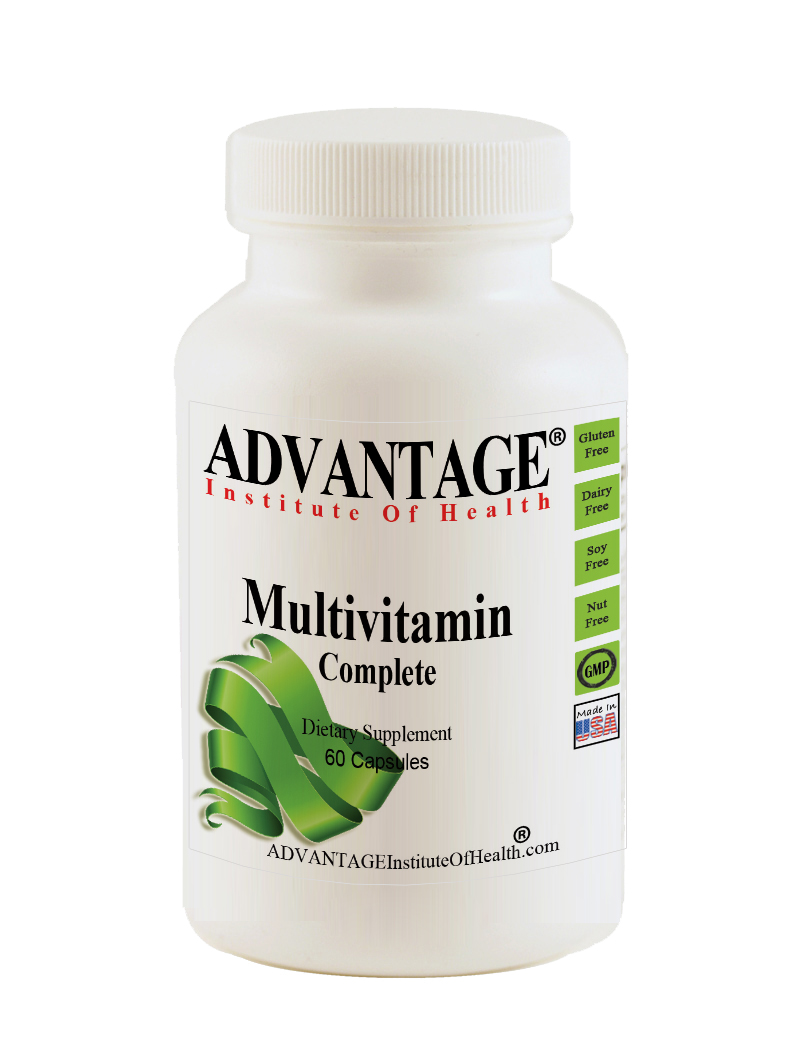 ADVANTAGE®
Institute Of Health
Multivitamin
Complete
Dietary Supplement
60 Capsules
ADVANTAGEInstituteOfHealth®.com
Gluten
Free
Dairy
Free
Soy
Free
Nut
Free
GMP
Made In
USA